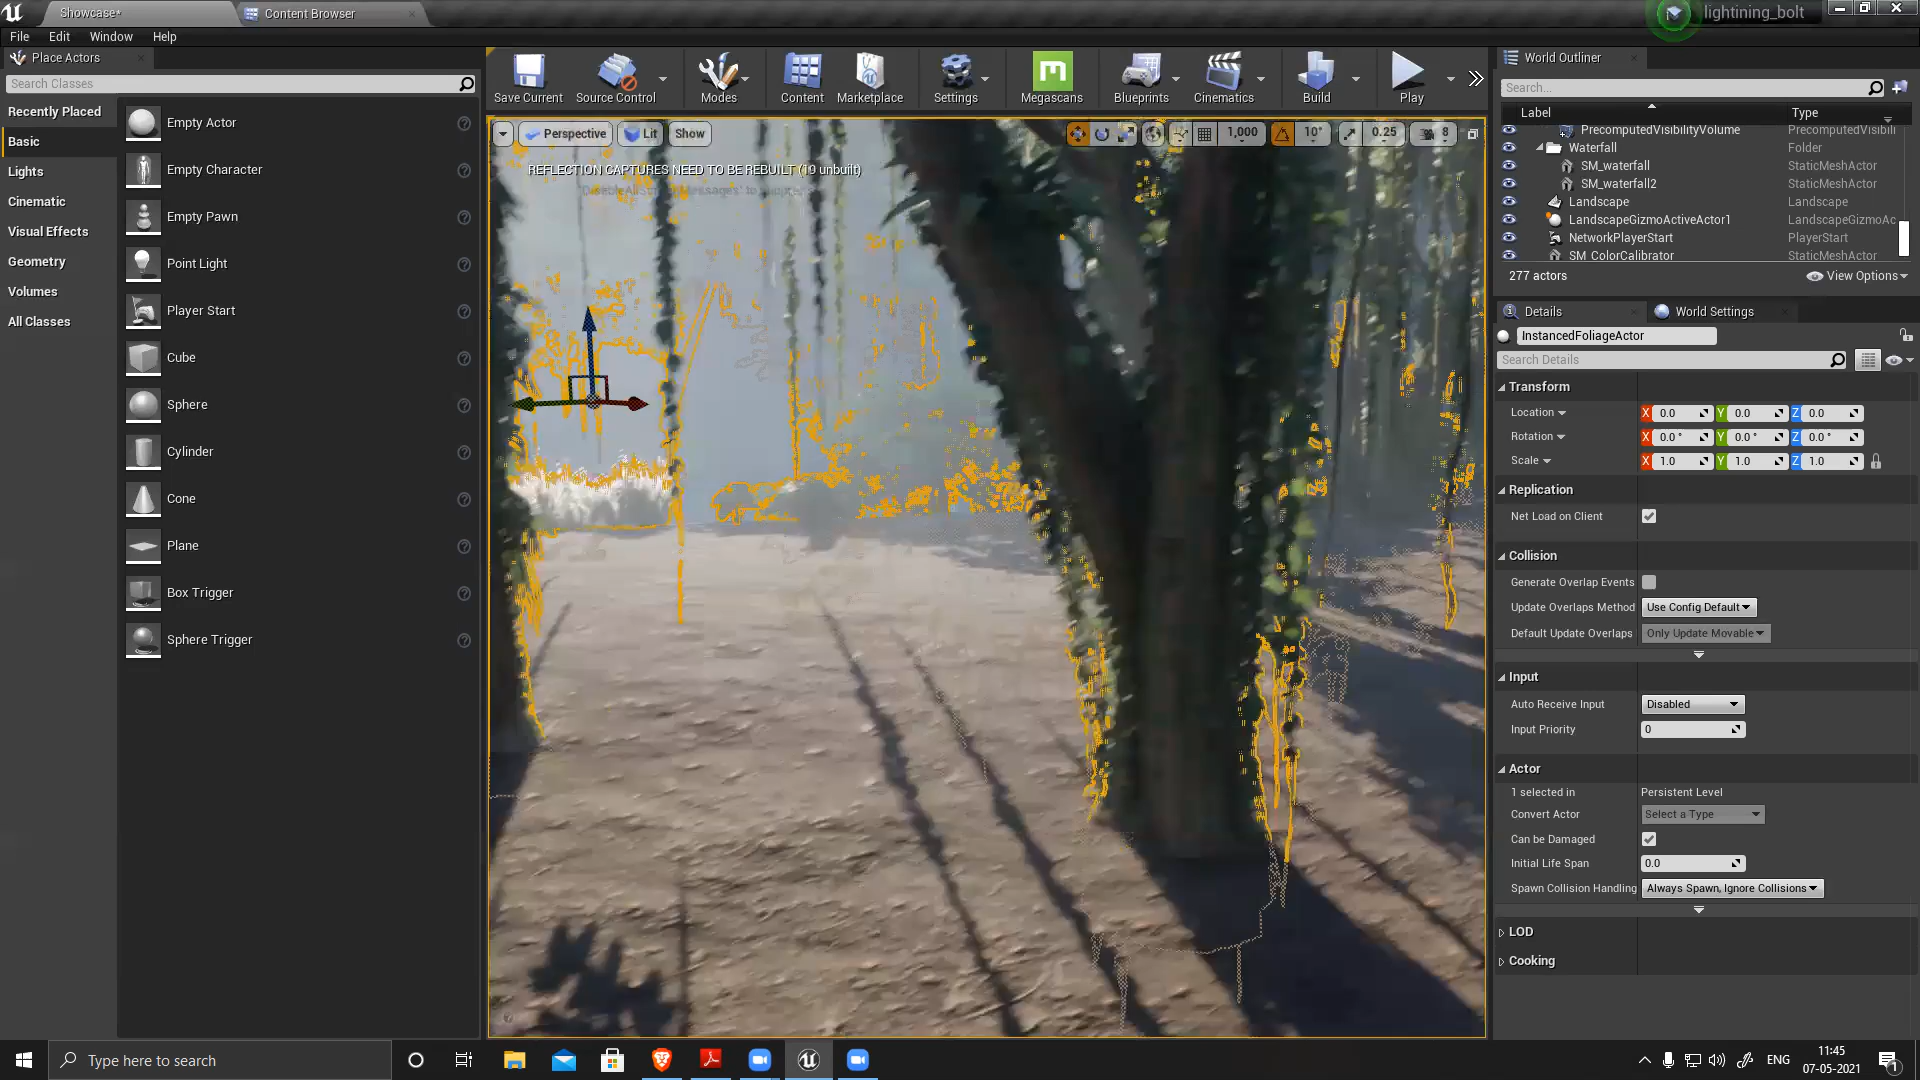 Showcase*
Content Browser
lightining_bolt
File Edit Window Help
Place Actors
Search Classes
Recently Placed
Basic
Lights
Cinematic
Visual Effects
Geometry
Volumes
All Classes
Empty Actor
Empty Character
Empty Pawn
Point Light
Player Start
Cube
Sphere
Cylinder
Cone
Plane
Box Trigger
Sphere Trigger
Save Current
Source Control
Modes
Content
Marketplace
Settings
Megascans
Blueprints
Cinematics
Build
Play
Perspective
Lit
Show
1,000
10°
0.25
8
REFLECTION CAPTURES NEED TO BE REBUILT (19 unbuilt)
World Outliner
Search...
Label Type
PrecomputedVisibilityVolume PrecomputedVisibili
Waterfall Folder
SM_waterfall StaticMeshActor
SM_waterfall2 StaticMeshActor
Landscape Landscape
LandscapeGizmoActiveActor1 LandscapeGizmoAc
NetworkPlayerStart PlayerStart
SM_ColorCalibrator StaticMeshActor
277 actors
View Options
Details
World Settings
InstancedFoliageActor
Search Details
Transform
Location X 0.0 Y 0.0 Z 0.0
Rotation X 0.0° Y 0.0° Z 0.0°
Scale X 1.0 Y 1.0 Z 1.0
Replication
Net Load on Client
Collision
Generate Overlap Events
Update Overlaps Method Use Config Default
Default Update Overlaps Only Update Movable
Input
Auto Receive Input Disabled
Input Priority 0
Actor
1 selected in Persistent Level
Convert Actor Select a Type
Can be Damaged
Initial Life Span 0.0
Spawn Collision Handling Always Spawn, Ignore Collisions
LOD
Cooking
Type here to search
ENG
11:45
07-05-2021
1